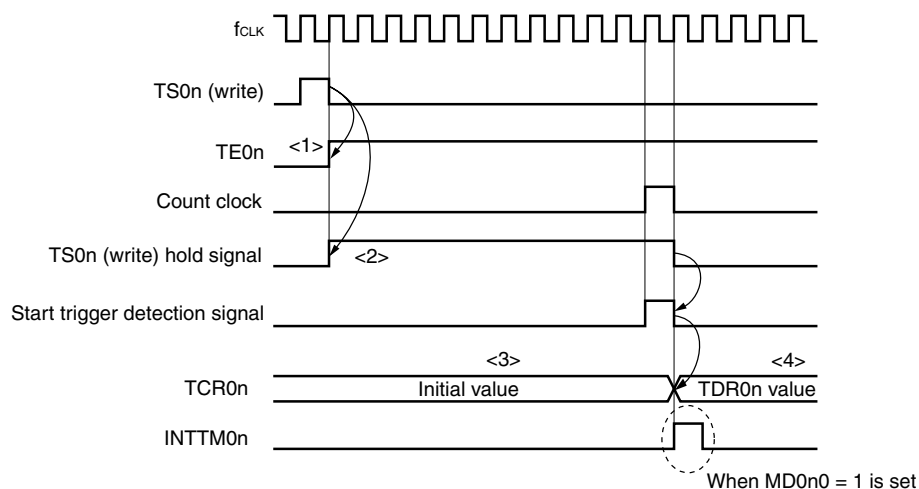 fCLK
TS0n (write)
<1>
TE0n
Count clock
TS0n (write) hold signal
<2>
Start trigger detection signal
<3>
<4>
TCR0n
Initial value
TDR0n value
INTTM0n
When MD0n0 = 1 is set